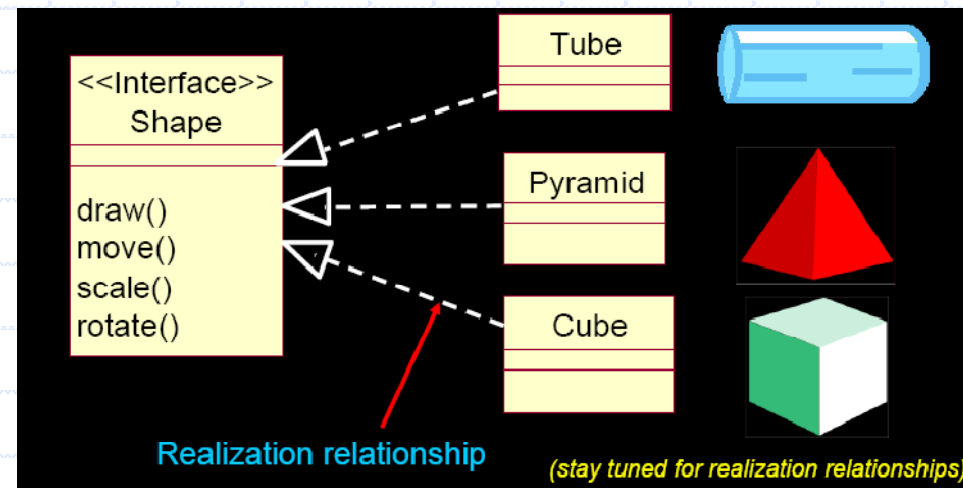 <<Interface>>
Shape
draw()
move()
scale()
rotate()
Tube
Pyramid
Cube
Realization relationship
(stay tuned for realization relationships)